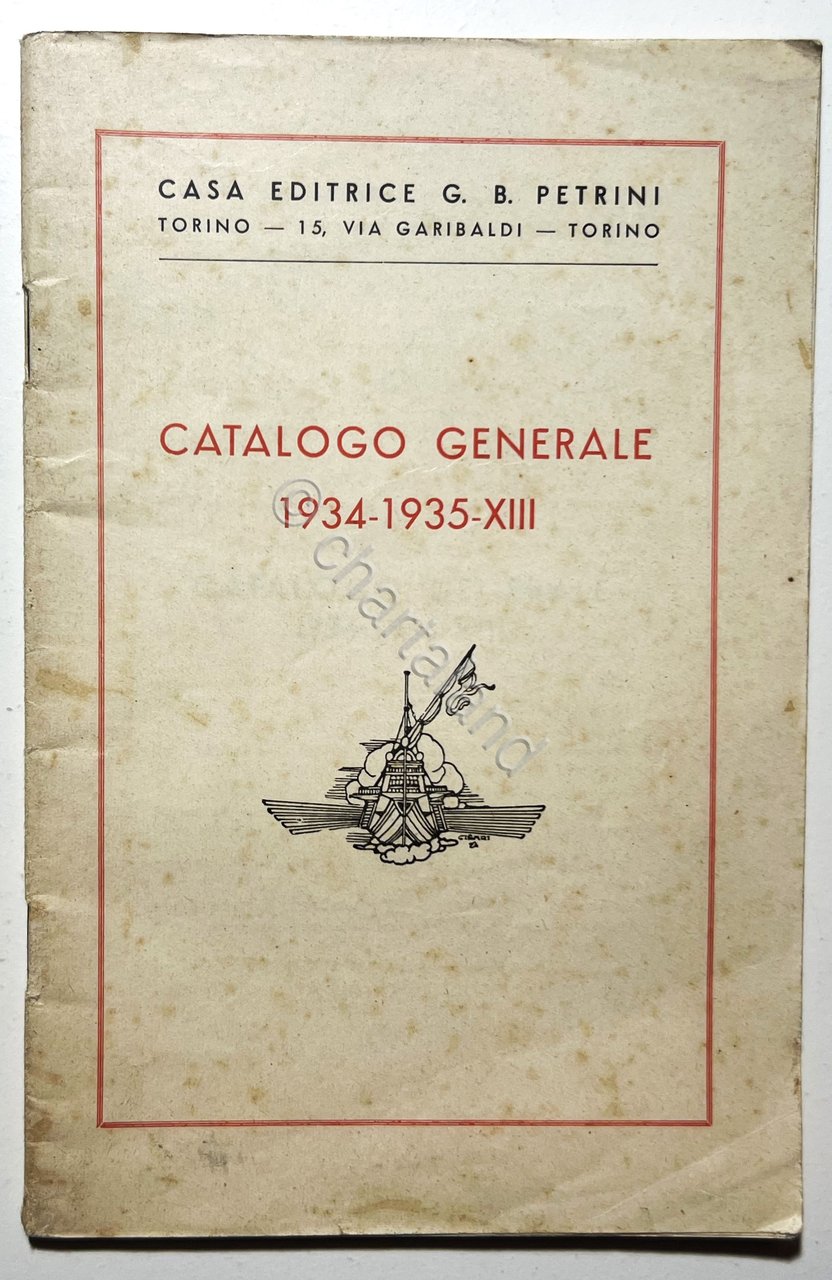 CASA EDITRICE G. B. PETRINI
TORINO — 15, VIA GARIBALDI — TORINO
CATALOGO GENERALE
1934-1935-XIII
© chartaland